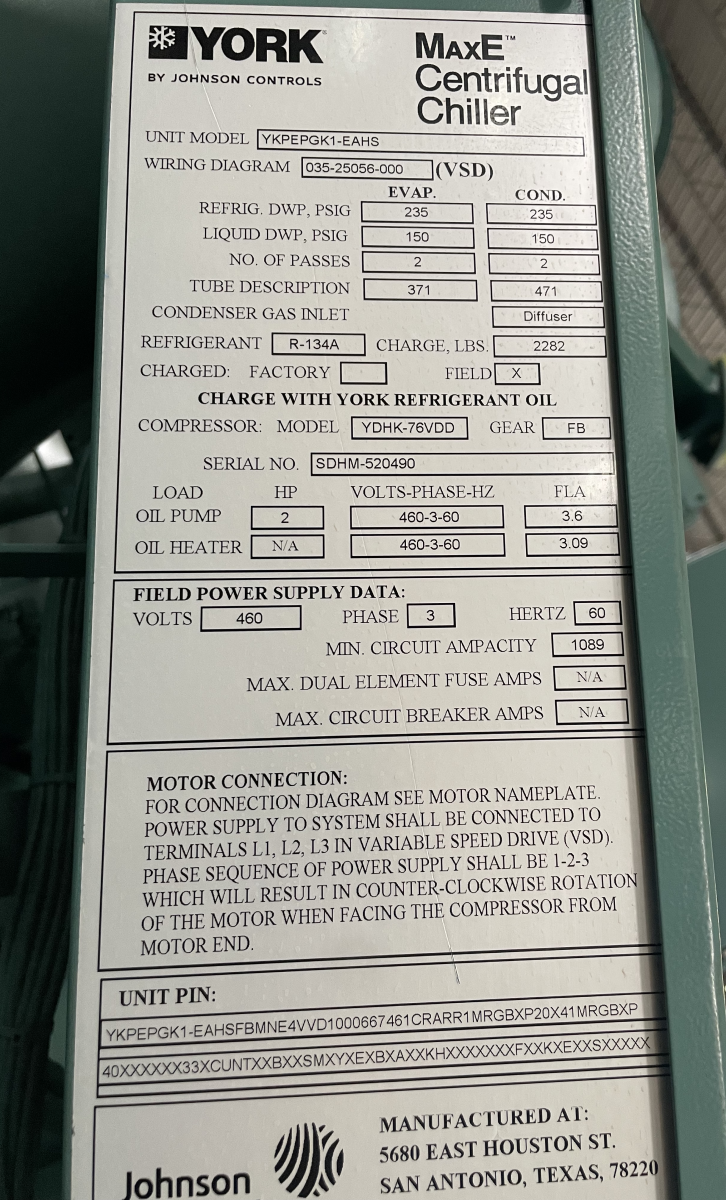 YORK®
BY JOHNSON CONTROLS
MAXE™
Centrifugal
Chiller
UNIT MODEL YKPEPGK1-EAHS
WIRING DIAGRAM 035-25056-000 (VSD)
EVAP. COND.
REFRIG. DWP, PSIG 235 235
LIQUID DWP, PSIG 150 150
NO. OF PASSES 2 2
TUBE DESCRIPTION 371 471
CONDENSER GAS INLET Diffuser
REFRIGERANT R-134A CHARGE, LBS. 2282
CHARGED: FACTORY FIELD X
CHARGE WITH YORK REFRIGERANT OIL
COMPRESSOR: MODEL YDHK-76VDD GEAR FB
SERIAL NO. SDHM-520490
LOAD HP VOLTS-PHASE-HZ FLA
OIL PUMP 2 460-3-60 3.6
OIL HEATER N/A 460-3-60 3.09
FIELD POWER SUPPLY DATA:
VOLTS 460 PHASE 3 HERTZ 60
MIN. CIRCUIT AMPACITY 1089
MAX. DUAL ELEMENT FUSE AMPS N/A
MAX. CIRCUIT BREAKER AMPS N/A
MOTOR CONNECTION:
FOR CONNECTION DIAGRAM SEE MOTOR NAMEPLATE.
POWER SUPPLY TO SYSTEM SHALL BE CONNECTED TO
TERMINALS L1, L2, L3 IN VARIABLE SPEED DRIVE (VSD).
PHASE SEQUENCE OF POWER SUPPLY SHALL BE 1-2-3
WHICH WILL RESULT IN COUNTER-CLOCKWISE ROTATION
OF THE MOTOR WHEN FACING THE COMPRESSOR FROM
MOTOR END.
UNIT PIN:
YKPEPGK1-EAHSFBMNE4VVD1000667461CRARR1MRGBXP20X41MRGBXP
40XXXXXX33XCUNTXXBXXSMXYXEXBXAXXKHXXXXXXXFXXKXEXXSXXXXX
Johnson
MANUFACTURED AT:
5680 EAST HOUSTON ST.
SAN ANTONIO, TEXAS, 78220